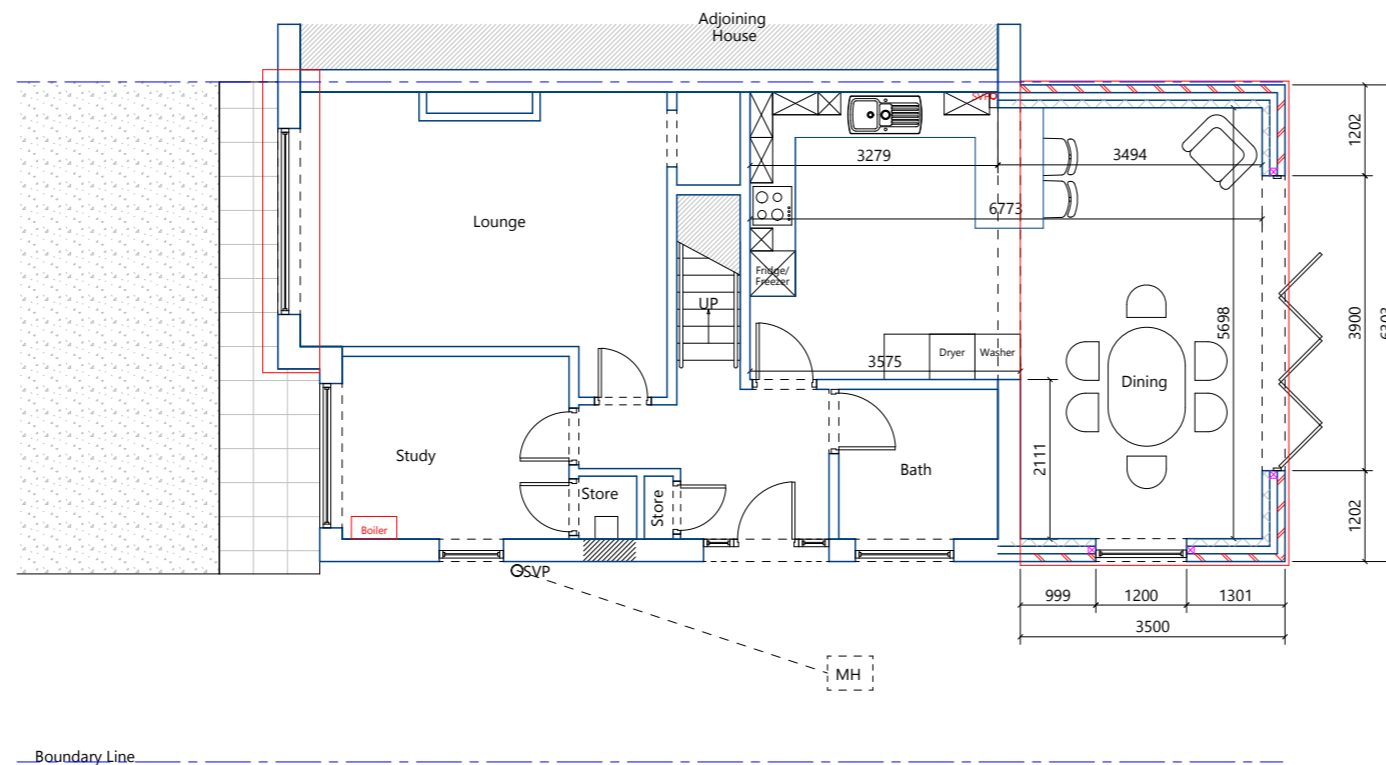 Adjoining
House
SVP
1202
3279
3494
Lounge
6773
Fridge/
Freezer
UP
5698
3900
Dryer
Washer
3575
Dining
Study
2111
Bath
Store
Store
1202
Boiler
SVP
999
1200
1301
3500
MH
Boundary Line